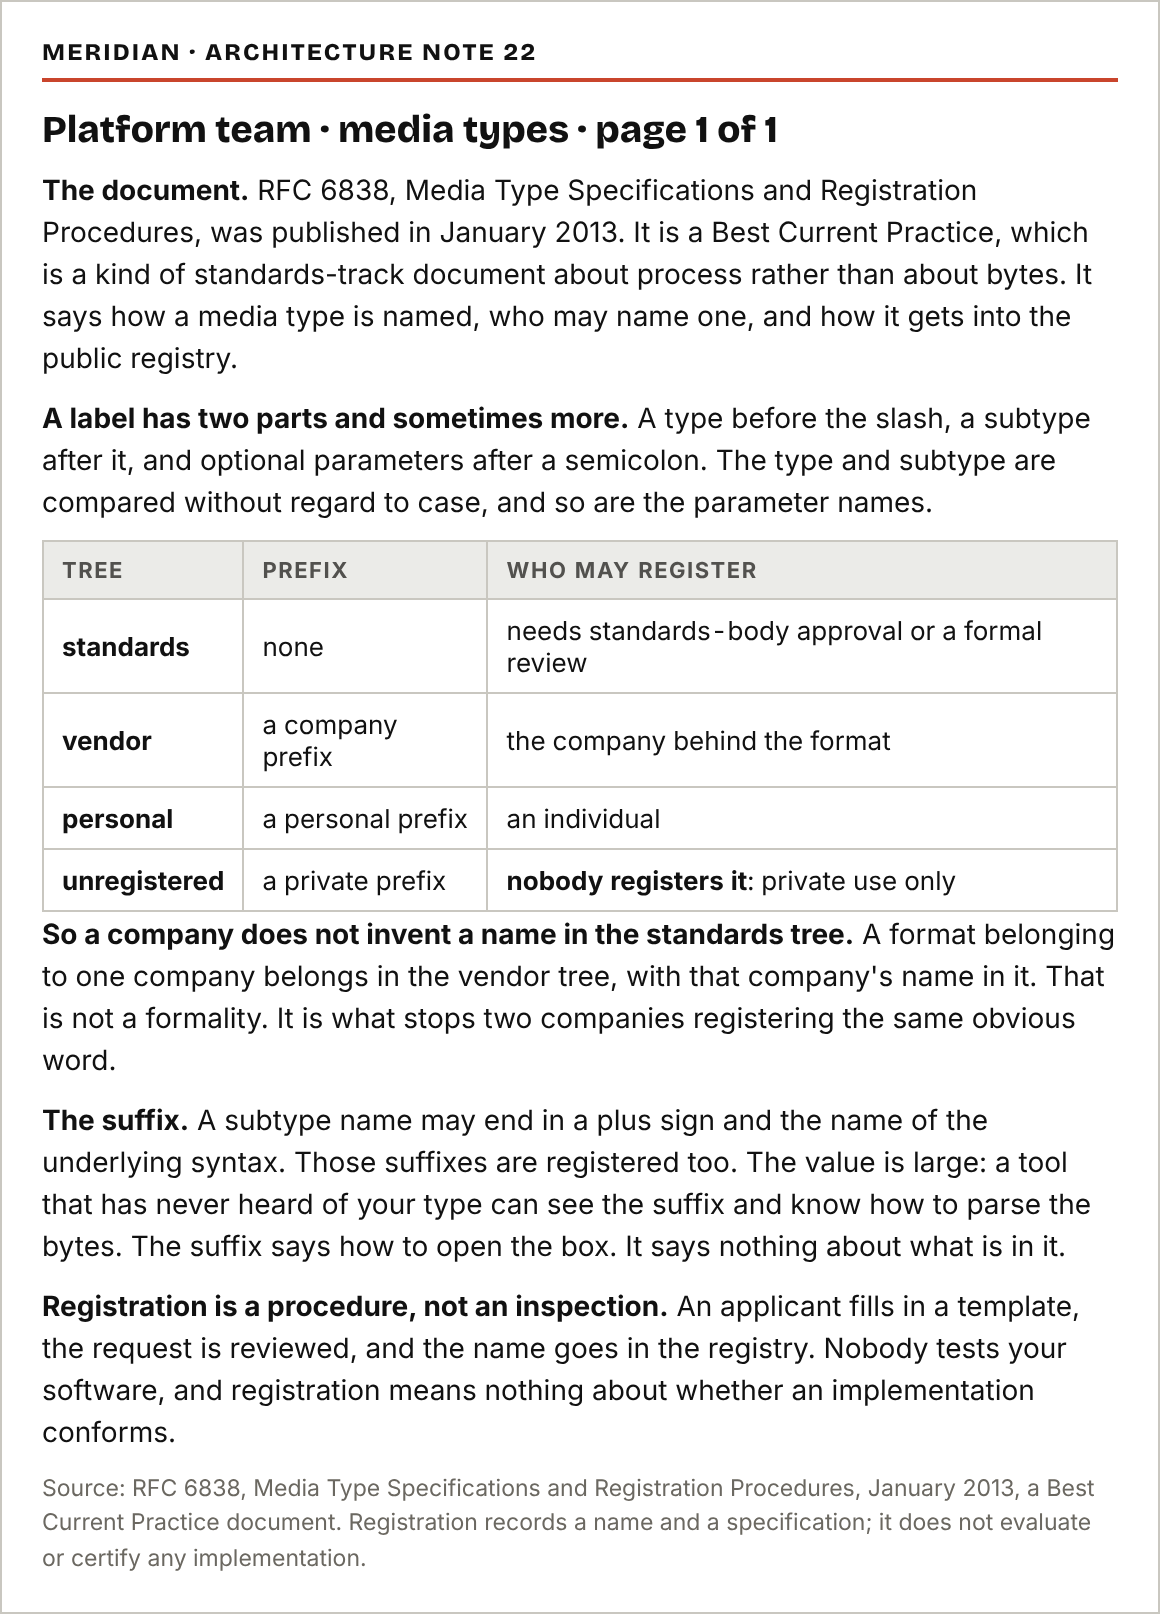 MERIDIAN · ARCHITECTURE NOTE 22
Platform team · media types · page 1 of 1
The document. RFC 6838, Media Type Specifications and Registration
Procedures, was published in January 2013. It is a Best Current Practice, which
is a kind of standards-track document about process rather than about bytes. It
says how a media type is named, who may name one, and how it gets into the
public registry.
A label has two parts and sometimes more. A type before the slash, a subtype
after it, and optional parameters after a semicolon. The type and subtype are
compared without regard to case, and so are the parameter names.
TREE PREFIX WHO MAY REGISTER
standards none needs standards-body approval or a formal
review
vendor a company
prefix the company behind the format
personal a personal prefix an individual
unregistered a private prefix nobody registers it: private use only
So a company does not invent a name in the standards tree. A format belonging
to one company belongs in the vendor tree, with that company's name in it. That
is not a formality. It is what stops two companies registering the same obvious
word.
The suffix. A subtype name may end in a plus sign and the name of the
underlying syntax. Those suffixes are registered too. The value is large: a tool
that has never heard of your type can see the suffix and know how to parse the
bytes. The suffix says how to open the box. It says nothing about what is in it.
Registration is a procedure, not an inspection. An applicant fills in a template,
the request is reviewed, and the name goes in the registry. Nobody tests your
software, and registration means nothing about whether an implementation
conforms.
Source: RFC 6838, Media Type Specifications and Registration Procedures, January 2013, a Best
Current Practice document. Registration records a name and a specification; it does not evaluate
or certify any implementation.